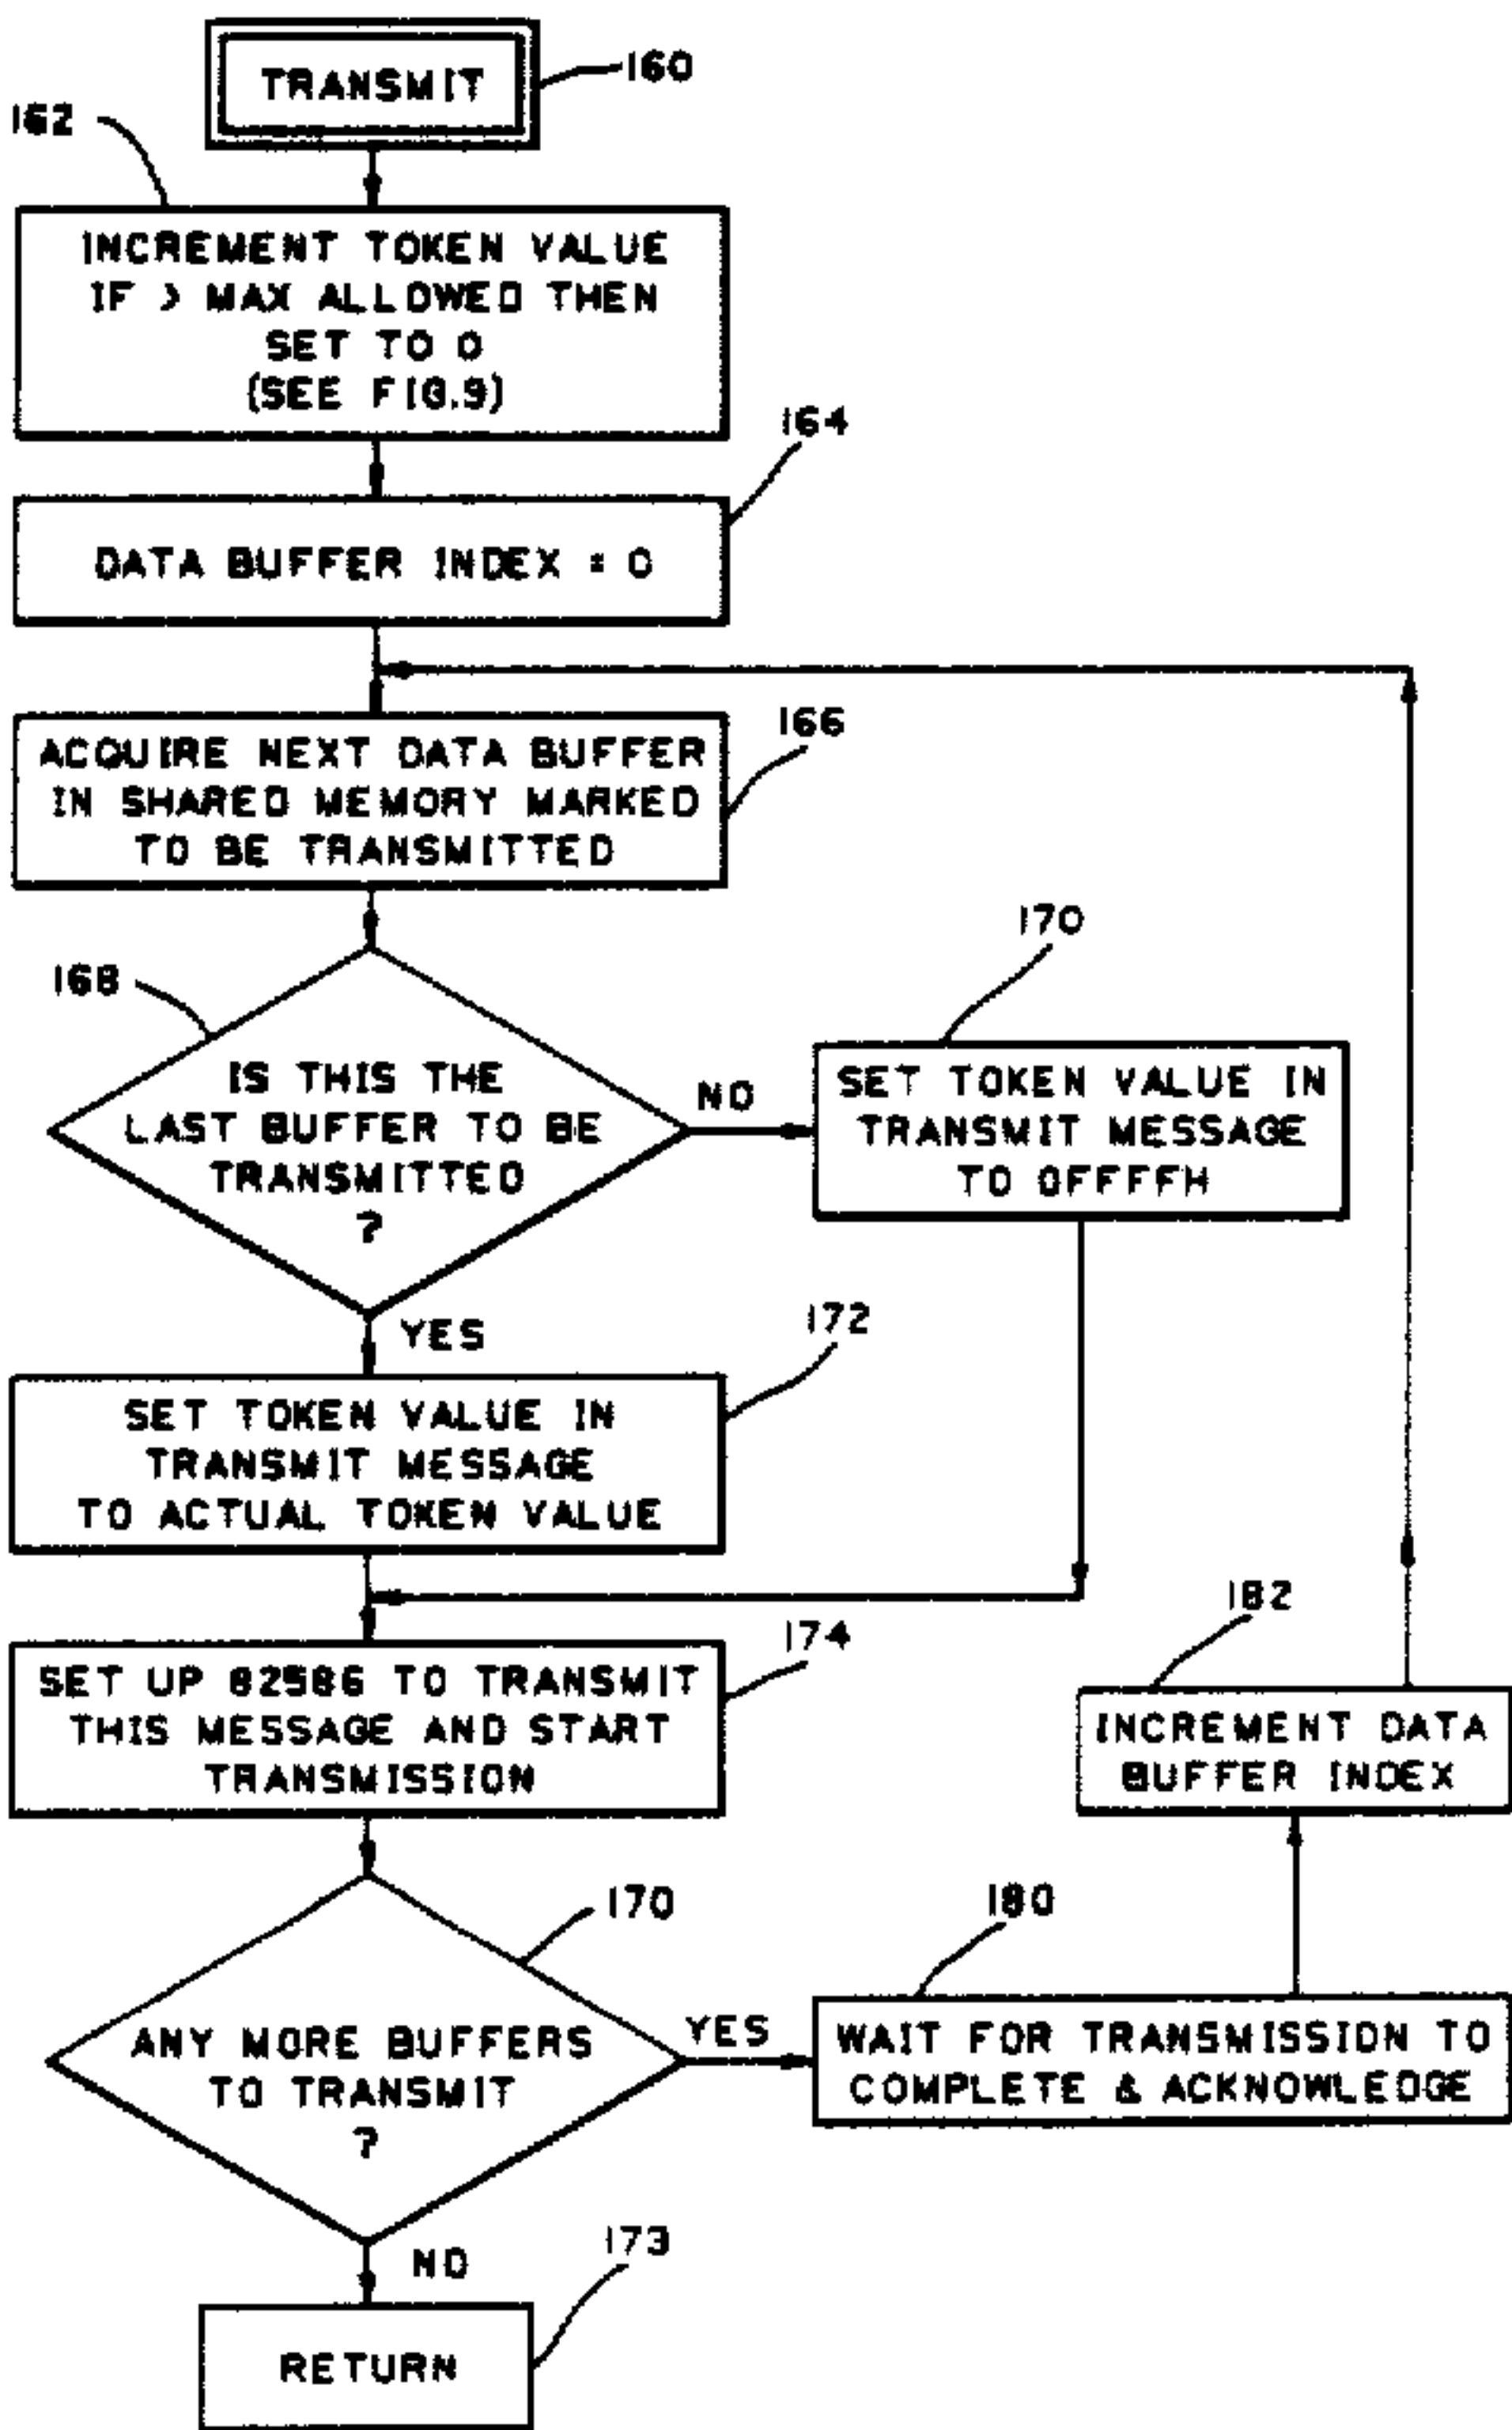 TRANSMIT
160
162
INCREMENT TOKEN VALUE
IF > MAX ALLOWED THEN
SET TO 0
(SEE FIG.9)
164
DATA BUFFER INDEX = 0
166
ACQUIRE NEXT DATA BUFFER
IN SHARED MEMORY MARKED
TO BE TRANSMITTED
168
IS THIS THE
LAST BUFFER TO BE
TRANSMITTED
?
NO
170
SET TOKEN VALUE IN
TRANSMIT MESSAGE
TO 0FFFFH
YES
172
SET TOKEN VALUE IN
TRANSMIT MESSAGE
TO ACTUAL TOKEN VALUE
174
SET UP 82586 TO TRANSMIT
THIS MESSAGE AND START
TRANSMISSION
182
INCREMENT DATA
BUFFER INDEX
170
ANY MORE BUFFERS
TO TRANSMIT
?
YES
180
WAIT FOR TRANSMISSION TO
COMPLETE & ACKNOWLEDGE
NO
173
RETURN